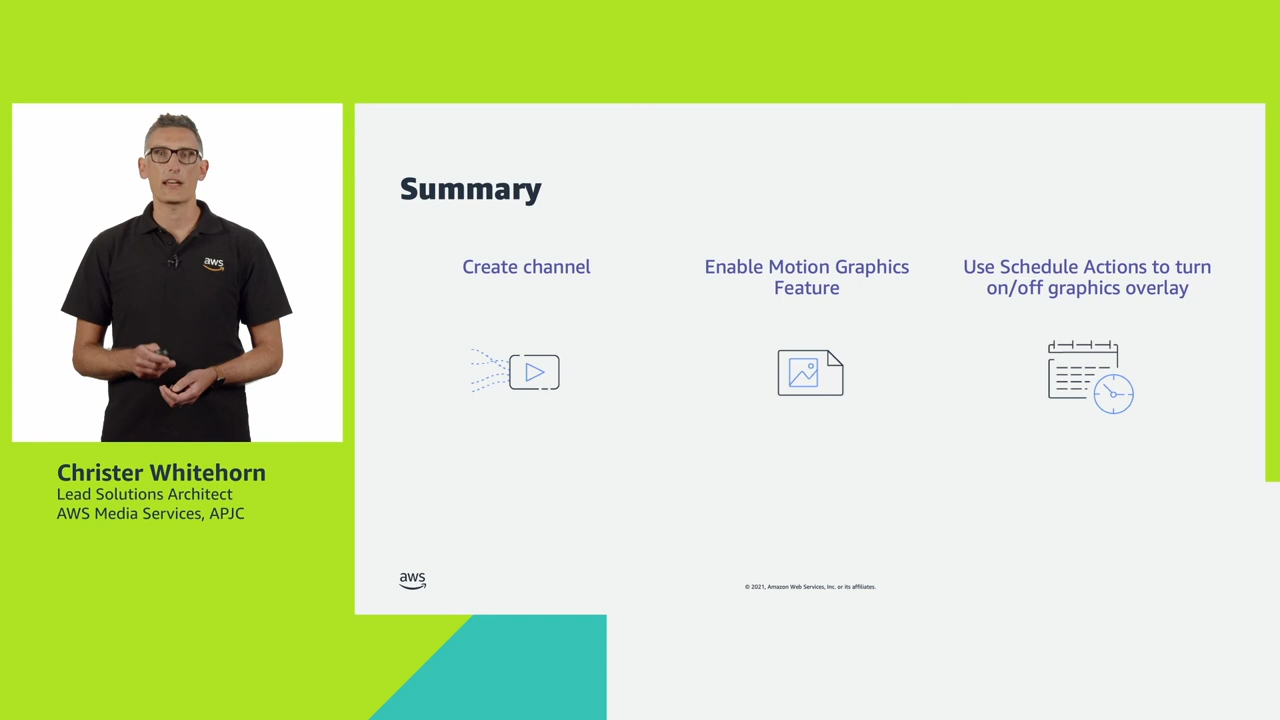 aws
Christer Whitehorn
Lead Solutions Architect
AWS Media Services, APJC
Summary
Create channel
Enable Motion Graphics
Feature
Use Schedule Actions to turn
on/off graphics overlay
aws
© 2021, Amazon Web Services, Inc. or its affiliates.